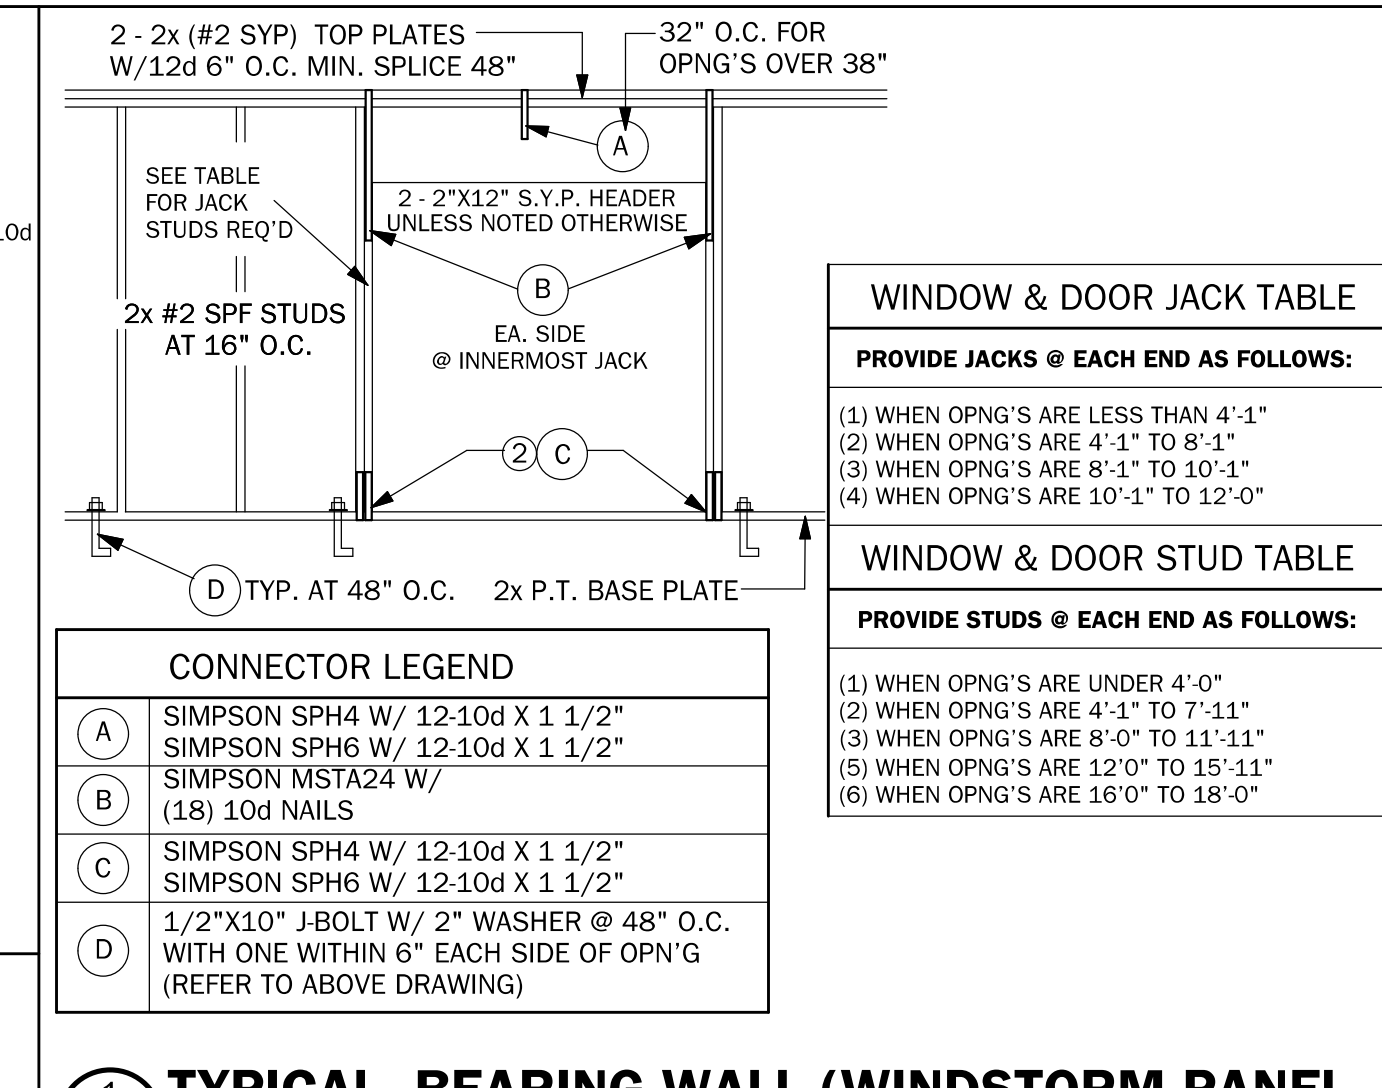 2 - 2x (#2 SYP) TOP PLATES
W/12d 6" O.C. MIN. SPLICE 48"
32" O.C. FOR
OPNG'S OVER 38"
A
SEE TABLE
FOR JACK
STUDS REQ'D
2 - 2"X12" S.Y.P. HEADER
UNLESS NOTED OTHERWISE
10d
B
2x #2 SPF STUDS
AT 16" O.C.
EA. SIDE
@ INNERMOST JACK
2 C
D TYP. AT 48" O.C.
2x P.T. BASE PLATE
WINDOW & DOOR JACK TABLE
PROVIDE JACKS @ EACH END AS FOLLOWS:
(1) WHEN OPNG'S ARE LESS THAN 4'-1"
(2) WHEN OPNG'S ARE 4'-1" TO 8'-1"
(3) WHEN OPNG'S ARE 8'-1" TO 10'-1"
(4) WHEN OPNG'S ARE 10'-1" TO 12'-0"
WINDOW & DOOR STUD TABLE
PROVIDE STUDS @ EACH END AS FOLLOWS:
(1) WHEN OPNG'S ARE UNDER 4'-0"
(2) WHEN OPNG'S ARE 4'-1" TO 7'-11"
(3) WHEN OPNG'S ARE 8'-0" TO 11'-11"
(5) WHEN OPNG'S ARE 12'0" TO 15'-11"
(6) WHEN OPNG'S ARE 16'0" TO 18'-0"
CONNECTOR LEGEND
A
SIMPSON SPH4 W/ 12-10d X 1 1/2"
SIMPSON SPH6 W/ 12-10d X 1 1/2"
B
SIMPSON MSTA24 W/
(18) 10d NAILS
C
SIMPSON SPH4 W/ 12-10d X 1 1/2"
SIMPSON SPH6 W/ 12-10d X 1 1/2"
D
1/2"X10" J-BOLT W/ 2" WASHER @ 48" O.C.
WITH ONE WITHIN 6" EACH SIDE OF OPN'G
(REFER TO ABOVE DRAWING)
1 TYPICAL BEARING WALL (WINDSTORM PANEL